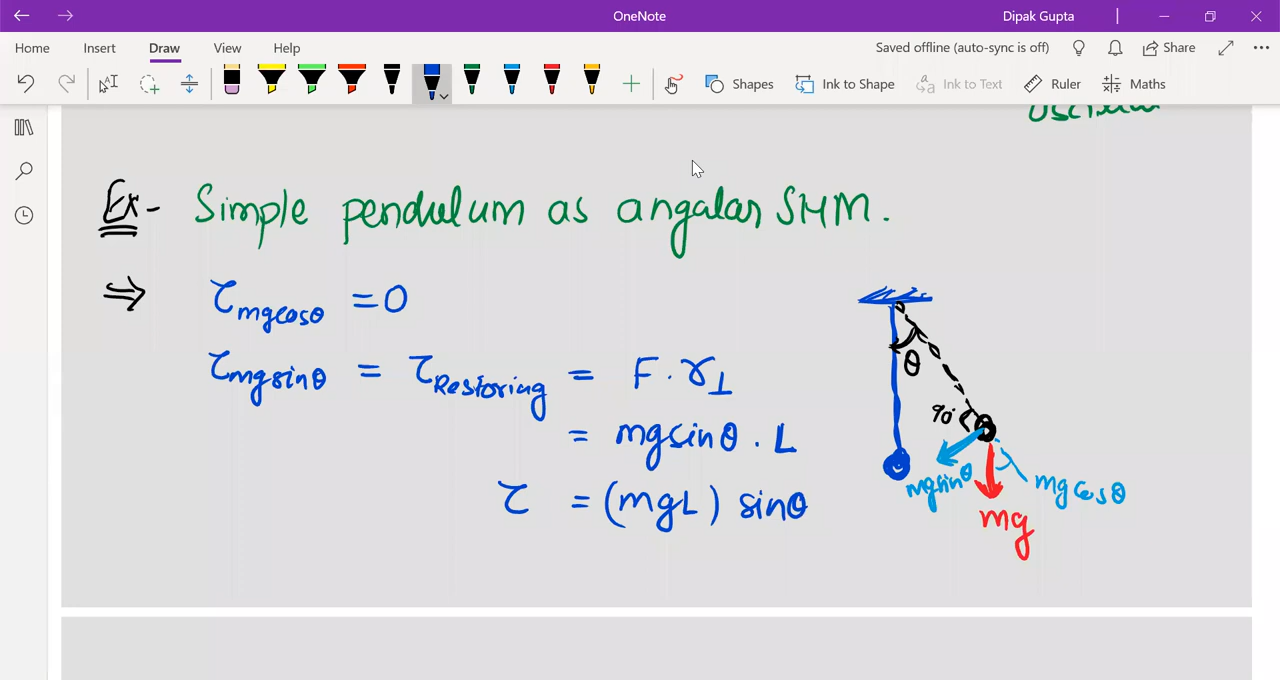 OneNote
Dipak Gupta
Home Insert Draw View Help
Saved offline (auto-sync is off)
Share
Shapes
Ink to Shape
Ink to Text
Ruler
Maths
Ex- Simple pendulum as angalar SHM.
⇒ τmgcosθ = 0
τmgsinθ = τRestoring = F . r⊥
= mgsinθ . L
τ = (mgL) sinθ
θ
90°
mgsinθ
mgcosθ
mg